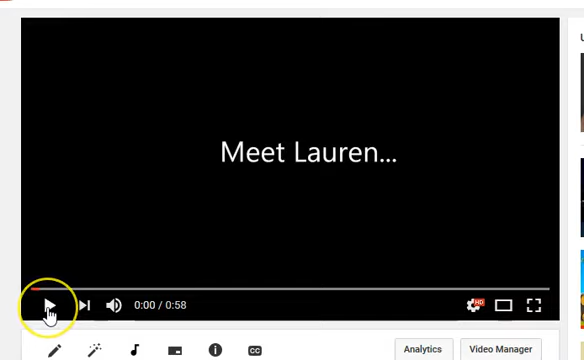 Meet Lauren...
0:00 / 0:58
HD
CC
Analytics
Video Manager